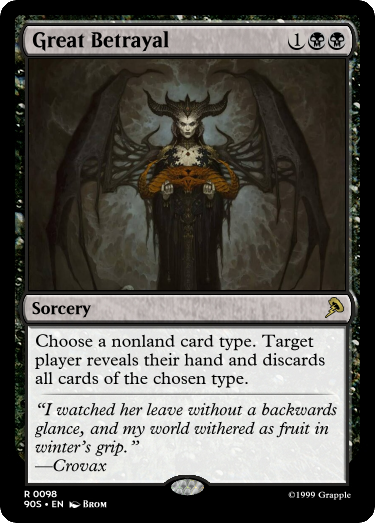 Great Betrayal 1
Sorcery
Choose a nonland card type. Target
player reveals their hand and discards
all cards of the chosen type.
“I watched her leave without a backwards
glance, and my world withered as fruit in
winter’s grip.”
—Crovax
R 0098
90S • EN Brom
©1999 Grapple